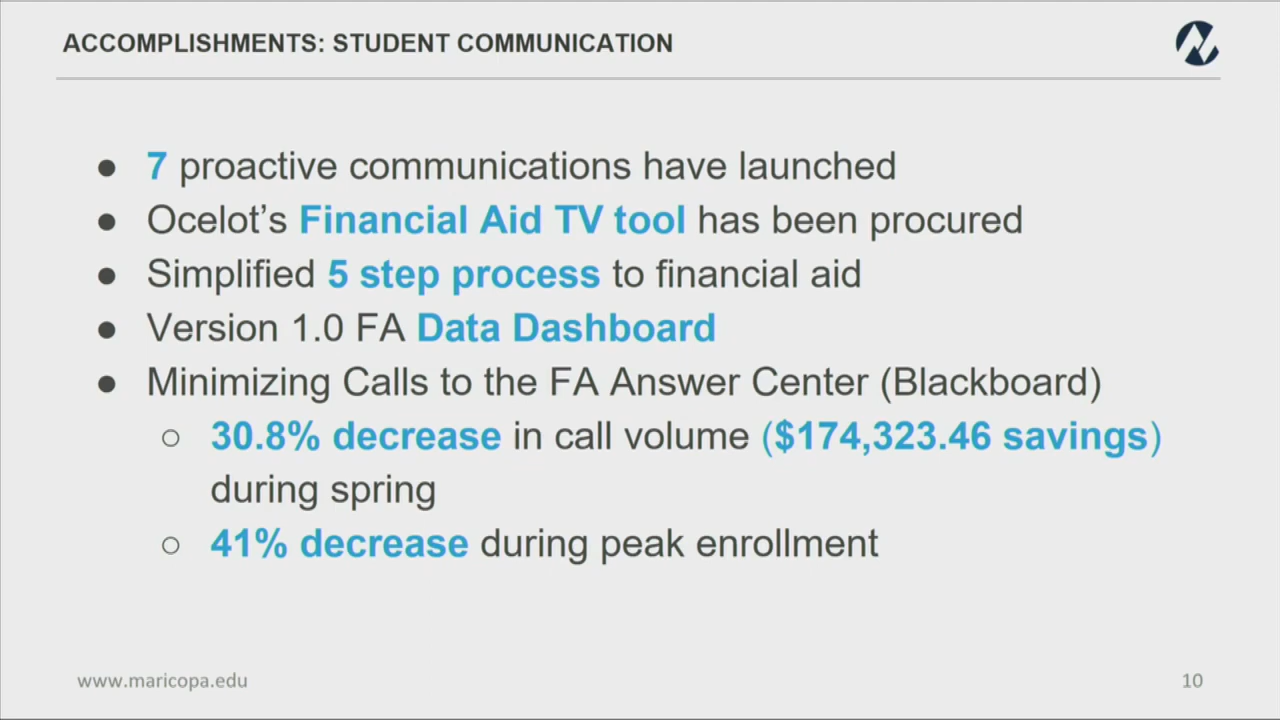 ACCOMPLISHMENTS: STUDENT COMMUNICATION
● 7 proactive communications have launched
● Ocelot’s Financial Aid TV tool has been procured
● Simplified 5 step process to financial aid
● Version 1.0 FA Data Dashboard
● Minimizing Calls to the FA Answer Center (Blackboard)
○ 30.8% decrease in call volume ($174,323.46 savings)
during spring
○ 41% decrease during peak enrollment
www.maricopa.edu
10